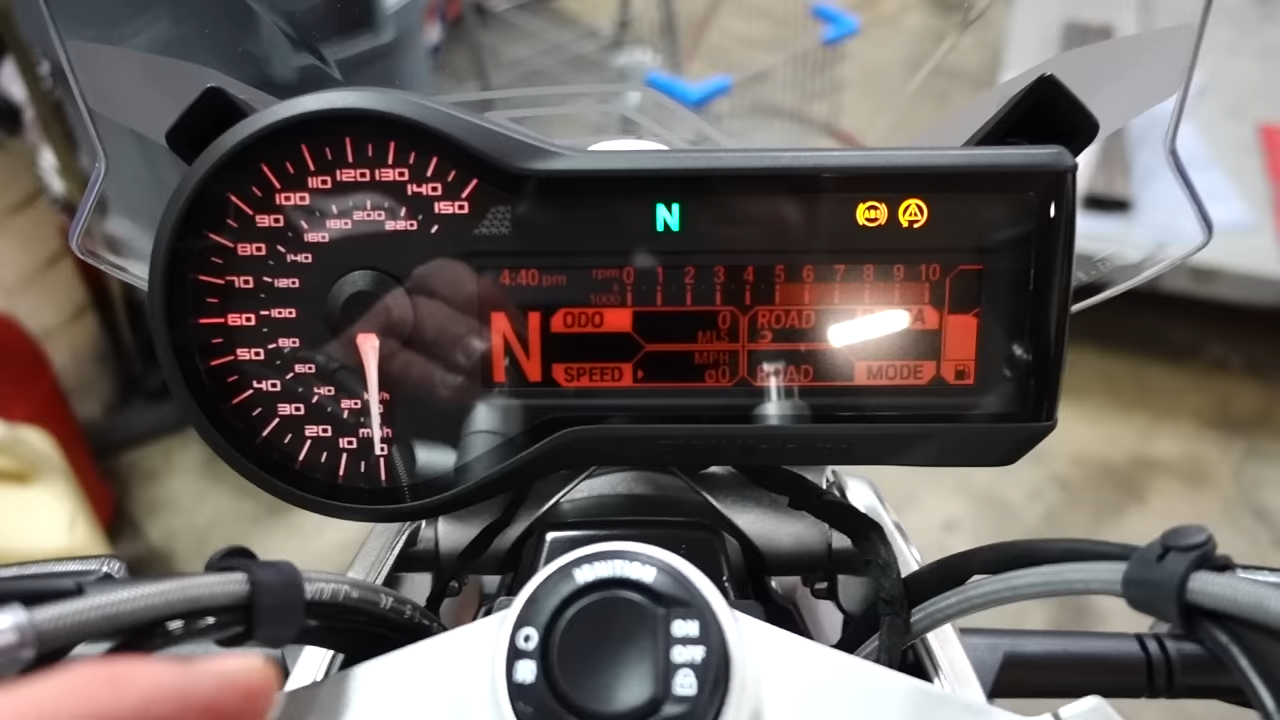 120 130
110 140
100 150
90
200
180 220
160
80 140
70 120
60 100
50 80
40 60
40
30 20 km/h
20 mph
10 0
N
ABS
4:40 pm
rpm 0 1 2 3 4 5 6 7 8 9 10
x
1000
N
ODO 0 ROAD
MLS
MPH
SPEED 0 ROAD MODE
IGNITION
ON
OFF